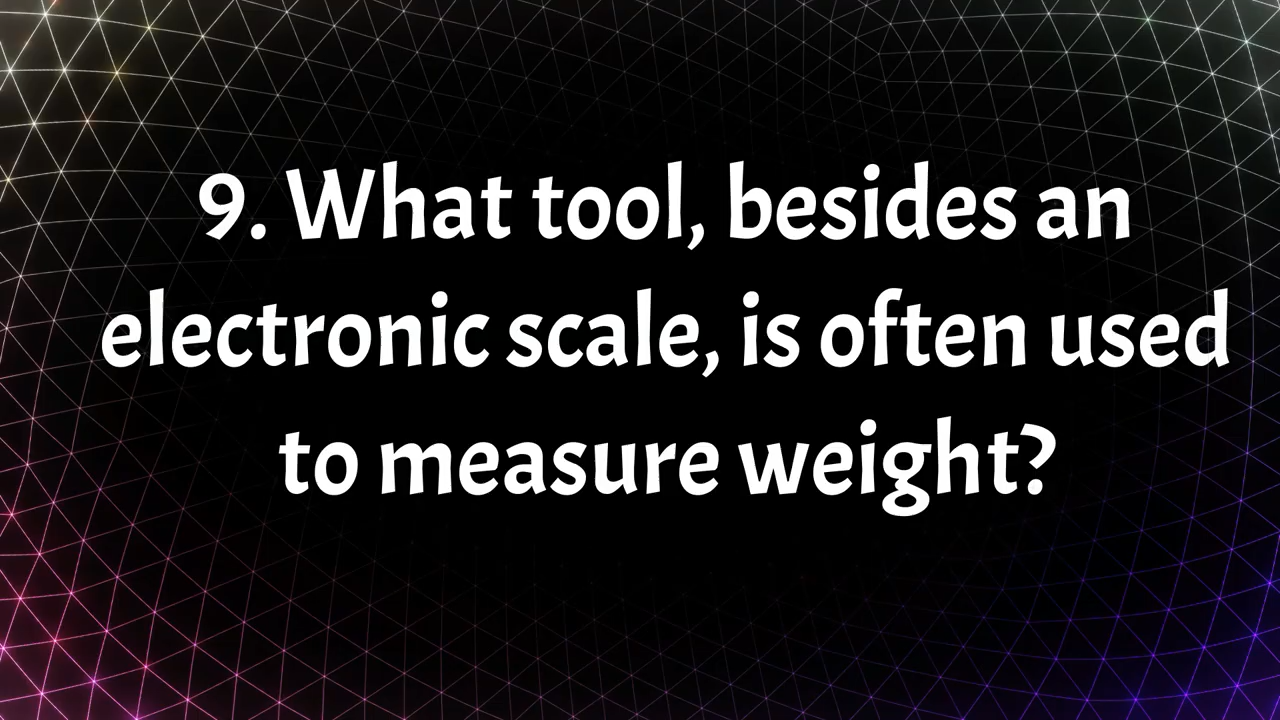 9. What tool, besides an
electronic scale, is often used
to measure weight?